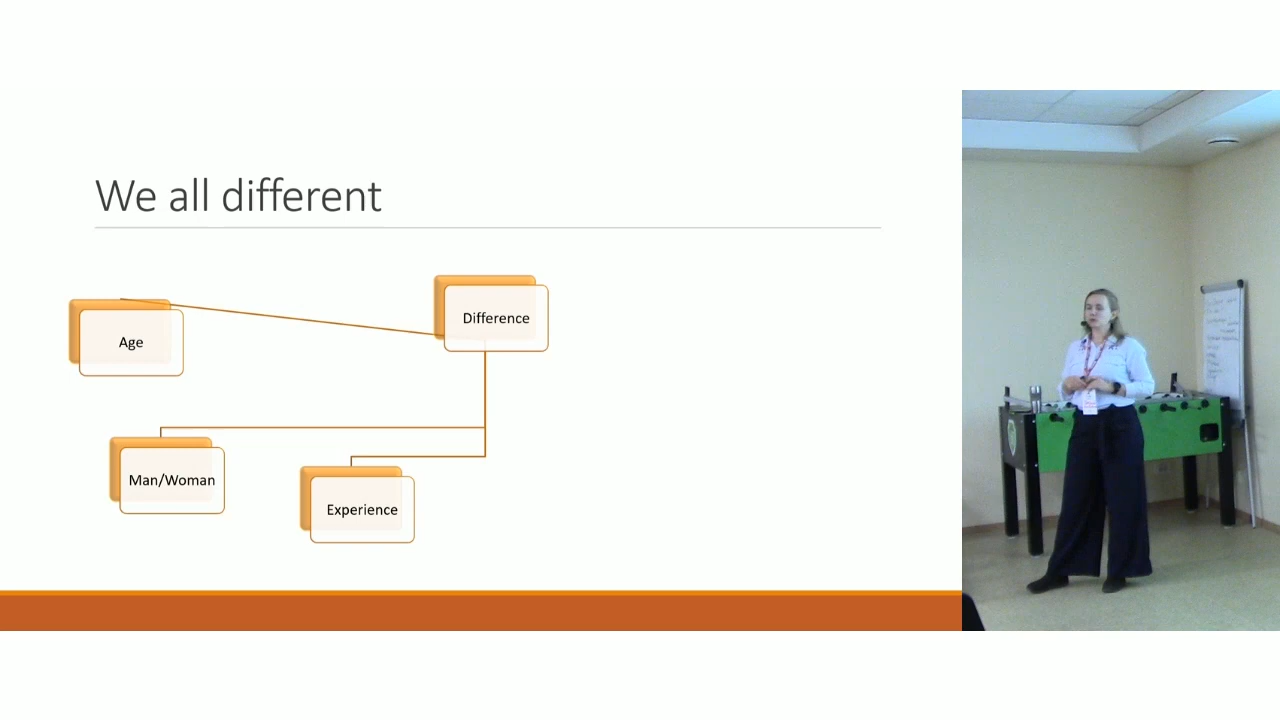 We all different
Difference
Age
Man/Woman
Experience